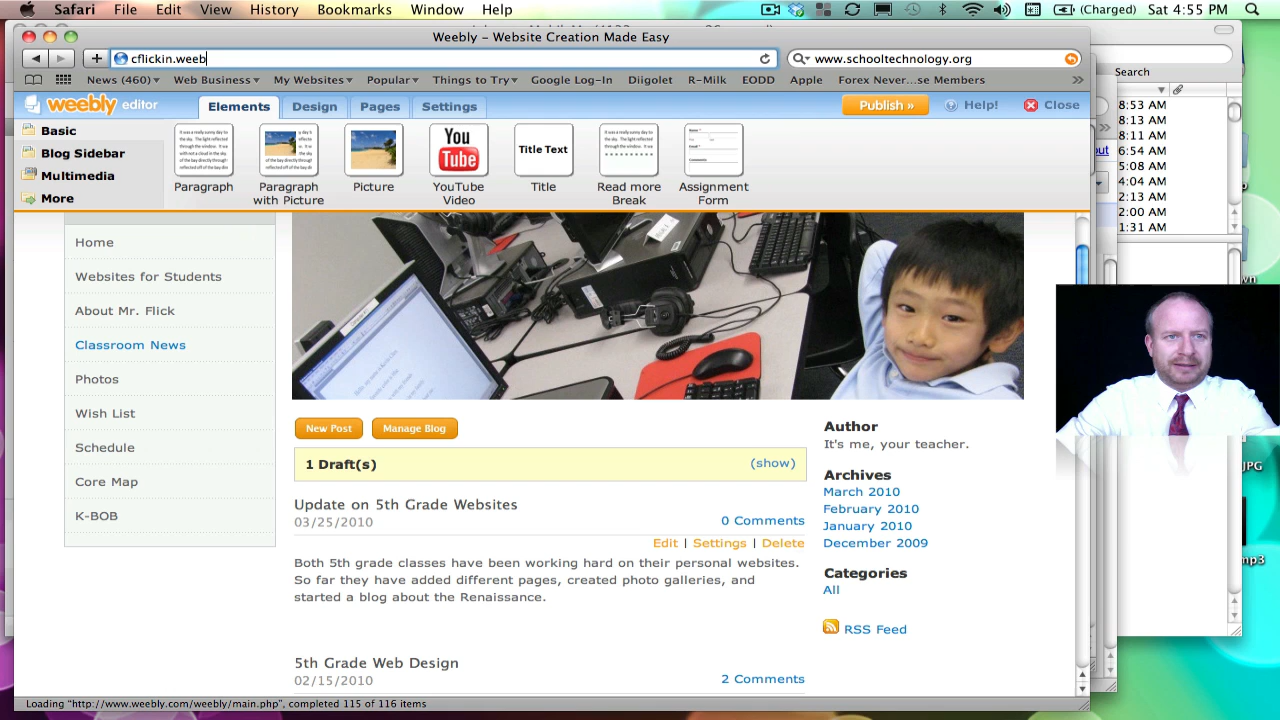 Safari File Edit View History Bookmarks Window Help (Charged) Sat 4:55 PM
Weebly – Website Creation Made Easy
cflickin.weeb
www.schooltechnology.org
News (460) Web Business My Websites Popular Things to Try Google Log-In Diigolet R-Milk EODD Apple Forex Never...se Members
Search
weebly editor Elements Design Pages Settings Publish » Help! Close
Basic
Blog Sidebar
Multimedia
More
You
Tube
Title Text
Paragraph
Paragraph
with Picture
Picture
YouTube
Video
Title
Read more
Break
Assignment
Form
8:53 AM
8:13 AM
8:11 AM
6:54 AM
5:08 AM
4:04 AM
2:13 AM
2:00 AM
1:31 AM
Home
Websites for Students
About Mr. Flick
Classroom News
Photos
Wish List
Schedule
Core Map
K-BOB
New Post Manage Blog
1 Draft(s) (show)
Update on 5th Grade Websites
03/25/2010 0 Comments
Edit | Settings | Delete
Both 5th grade classes have been working hard on their personal websites.
So far they have added different pages, created photo galleries, and
started a blog about the Renaissance.
5th Grade Web Design
02/15/2010 2 Comments
Author
It's me, your teacher.
Archives
March 2010
February 2010
January 2010
December 2009
Categories
All
RSS Feed
JPG
mp3
Loading "http://www.weebly.com/weebly/main.php", completed 115 of 116 items